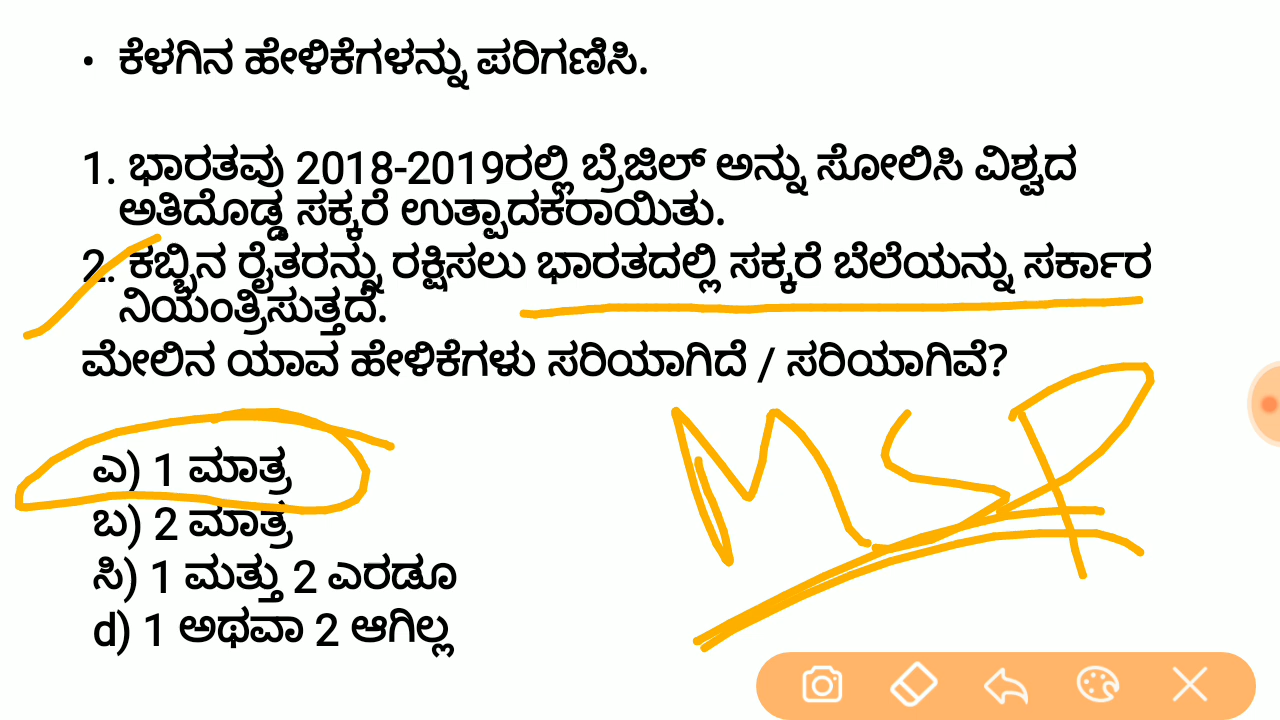 • ಕೆಳಗಿನ ಹೇಳಿಕೆಗಳನ್ನು ಪರಿಗಣಿಸಿ.
1. ಭಾರತವು 2018-2019ರಲ್ಲಿ ಬ್ರೆಜಿಲ್ ಅನ್ನು ಸೋಲಿಸಿ ವಿಶ್ವದ
ಅತಿದೊಡ್ಡ ಸಕ್ಕರೆ ಉತ್ಪಾದಕರಾಯಿತು.
2. ಕಬ್ಬಿನ ರೈತರನ್ನು ರಕ್ಷಿಸಲು ಭಾರತದಲ್ಲಿ ಸಕ್ಕರೆ ಬೆಲೆಯನ್ನು ಸರ್ಕಾರ
ನಿಯಂತ್ರಿಸುತ್ತದೆ.
ಮೇಲಿನ ಯಾವ ಹೇಳಿಕೆಗಳು ಸರಿಯಾಗಿದೆ / ಸರಿಯಾಗಿವೆ?
ಎ) 1 ಮಾತ್ರ
ಬಿ) 2 ಮಾತ್ರ
ಸಿ) 1 ಮತ್ತು 2 ಎರಡೂ
d) 1 ಅಥವಾ 2 ಆಗಿಲ್ಲ
MSP